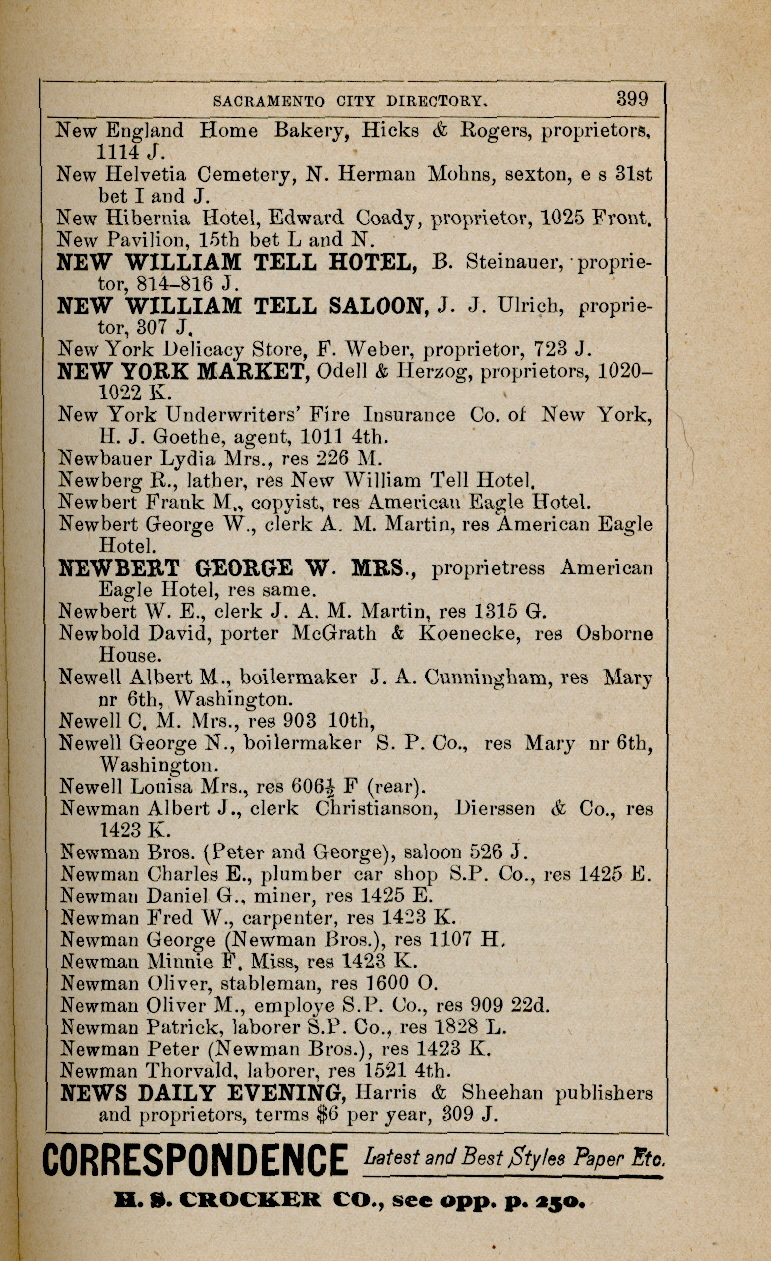 SACRAMENTO CITY DIRECTORY. 399
New England Home Bakery, Hicks & Rogers, proprietors,
1114 J.
New Helvetia Cemetery, N. Herman Mohns, sexton, e s 31st
bet I and J.
New Hibernia Hotel, Edward Coady, proprietor, 1025 Front.
New Pavilion, 15th bet L and N.
NEW WILLIAM TELL HOTEL, B. Steinauer, proprie-
tor, 814–816 J.
NEW WILLIAM TELL SALOON, J. J. Ulrich, proprie-
tor, 307 J.
New York Delicacy Store, F. Weber, proprietor, 723 J.
NEW YORK MARKET, Odell & Herzog, proprietors, 1020–
1022 K.
New York Underwriters' Fire Insurance Co. of New York,
H. J. Goethe, agent, 1011 4th.
Newbauer Lydia Mrs., res 226 M.
Newberg R., lather, res New William Tell Hotel.
Newbert Frank M., copyist, res American Eagle Hotel.
Newbert George W., clerk A. M. Martin, res American Eagle
Hotel.
NEWBERT GEORGE W. MRS., proprietress American
Eagle Hotel, res same.
Newbert W. E., clerk J. A. M. Martin, res 1315 G.
Newbold David, porter McGrath & Koenecke, res Osborne
House.
Newell Albert M., boilermaker J. A. Cunningham, res Mary
nr 6th, Washington.
Newell C. M. Mrs., res 903 10th,
Newell George N., boilermaker S. P. Co., res Mary nr 6th,
Washington.
Newell Louisa Mrs., res 606½ F (rear).
Newman Albert J., clerk Christianson, Dierssen & Co., res
1423 K.
Newman Bros. (Peter and George), saloon 526 J.
Newman Charles E., plumber car shop S.P. Co., res 1425 E.
Newman Daniel G., miner, res 1425 E.
Newman Fred W., carpenter, res 1423 K.
Newman George (Newman Bros.), res 1107 H.
Newman Minnie F. Miss, res 1423 K.
Newman Oliver, stableman, res 1600 O.
Newman Oliver M., employe S.P. Co., res 909 22d.
Newman Patrick, laborer S.P. Co., res 1828 L.
Newman Peter (Newman Bros.), res 1423 K.
Newman Thorvald, laborer, res 1521 4th.
NEWS DAILY EVENING, Harris & Sheehan publishers
and proprietors, terms $6 per year, 309 J.
CORRESPONDENCE Latest and Best Styles Paper Etc.
H. S. CROCKER CO., see opp. p. 250.